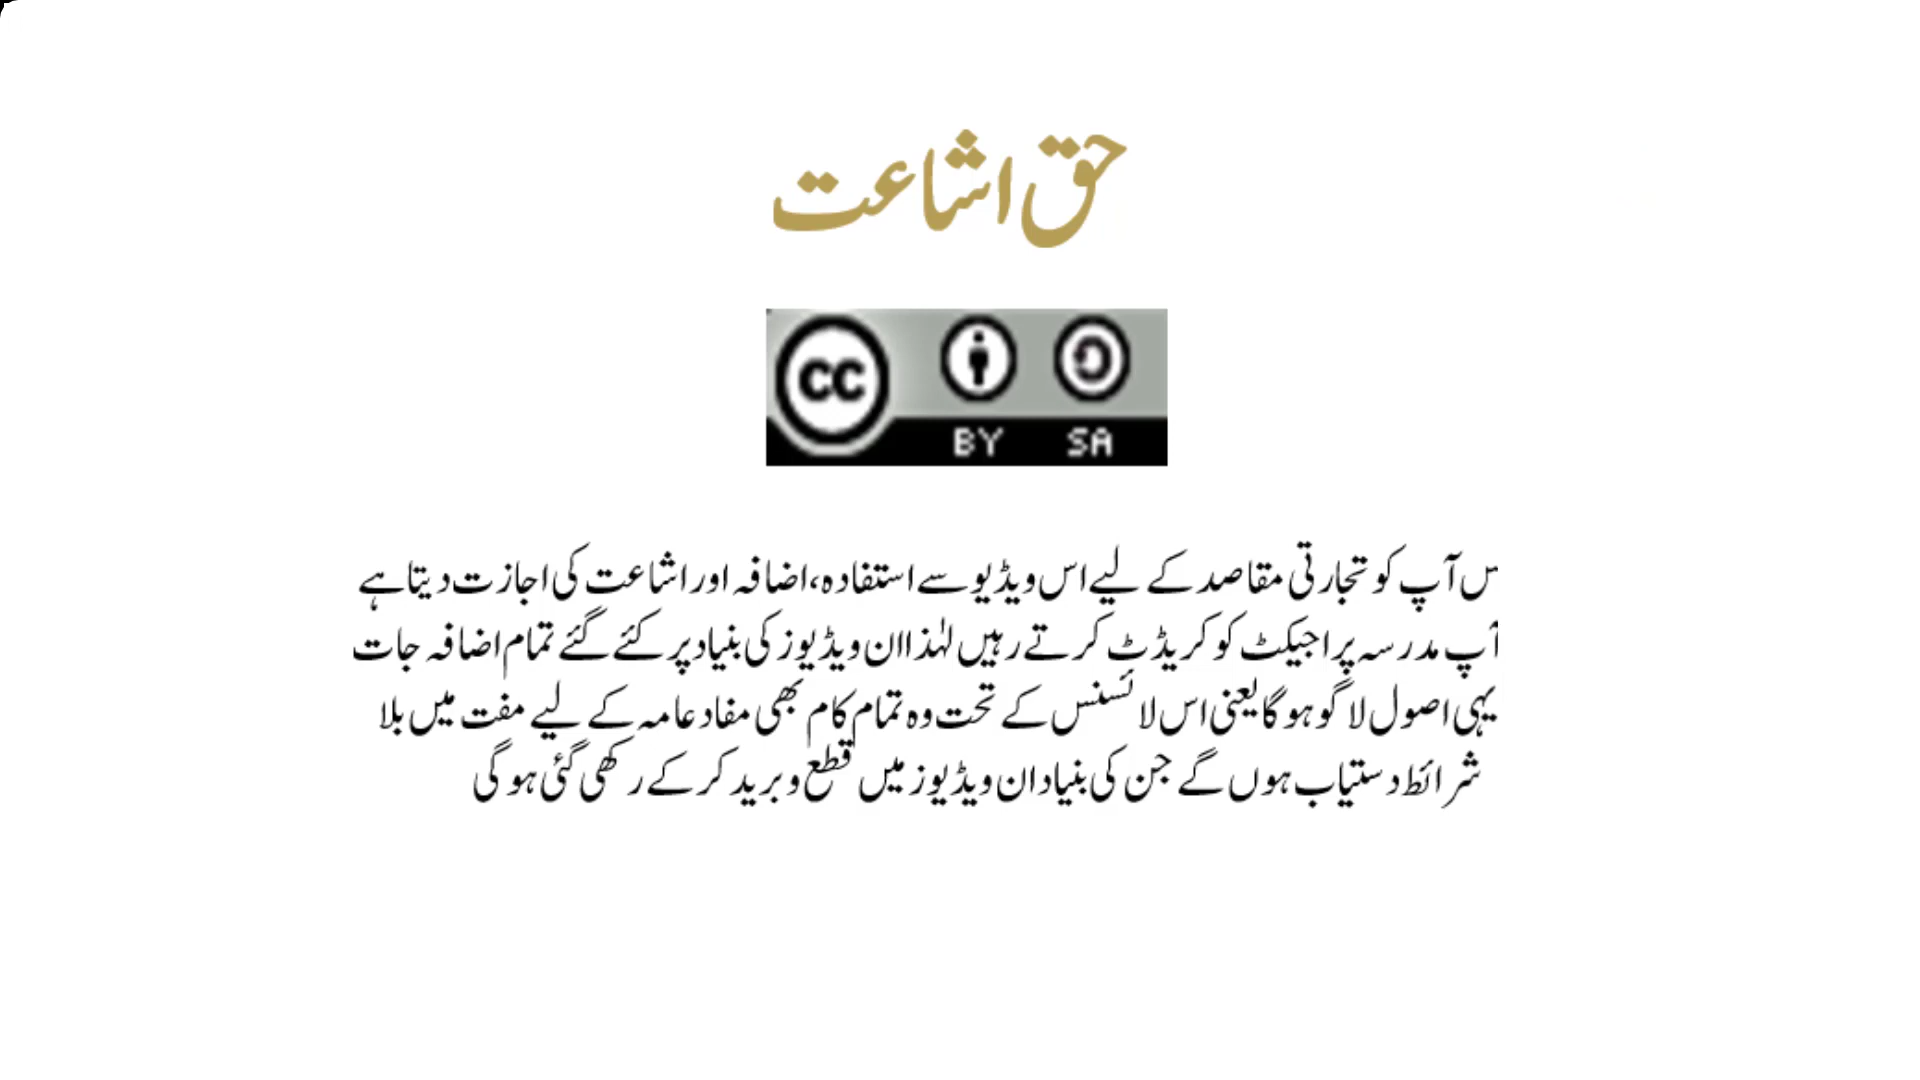 حق اشاعت
cc
BY SA
آپ کو تجارتی مقاصد کے لیے اس ویڈیو سے استفادہ، اضافہ اور اشاعت کی اجازت دیتا ہے
آپ مدرسہ پراجیکٹ کو کریڈٹ کرتے رہیں لہٰذا ان ویڈیوز کی بنیاد پر کئے گئے تمام اضافہ جات
یہی اصول لاگو ہو گا یعنی اس لائسنس کے تحت وہ تمام کام بھی مفاد عامہ کے لیے مفت میں بلا
شرائط دستیاب ہوں گے جن کی بنیاد ان ویڈیوز میں قطع و برید کر کے رکھی گئی ہو گی